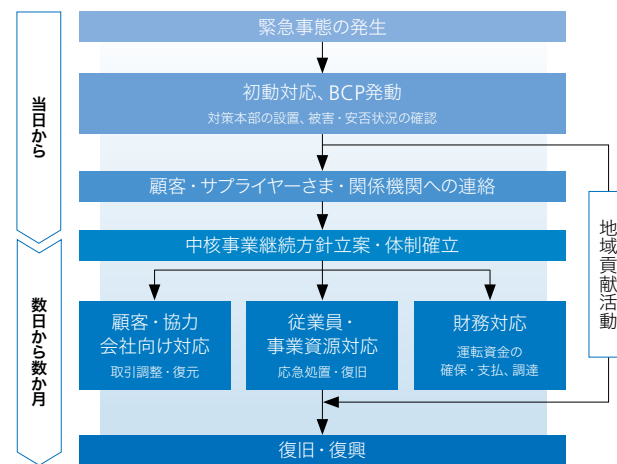 緊急事態の発生
当日から
初動対応、BCP発動
対策本部の設置、被害・安否状況の確認
顧客・サプライヤーさま・関係機関への連絡
地域貢献活動
中核事業継続方針立案・体制確立
数日から数か月
顧客・協力
会社向け対応
取引調整・復元
従業員・
事業資源対応
応急処置・復旧
財務対応
運転資金の
確保・支払、調達
復旧・復興